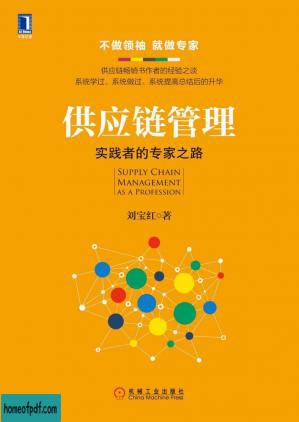 不做领袖 就做专家
供应链畅销书作者的经验之谈
系统学过、系统做过、系统提高总结后的升华
供应链管理
实践者的专家之路
SUPPLY CHAIN
MANAGEMENT
AS A PROFESSION
刘宝红◎著
机械工业出版社
China Machine Press
homeofpdf.com